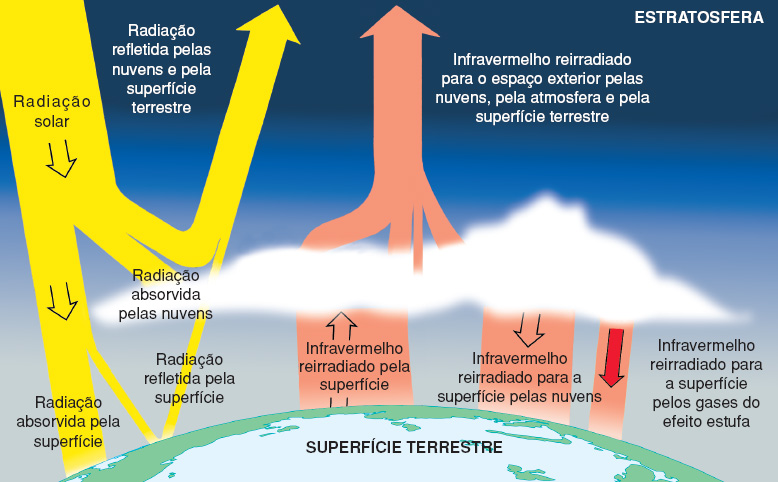 ESTRATOSFERA
Radiação
refletida pelas
nuvens e pela
superfície
terrestre
Infravermelho reirradiado
para o espaço exterior pelas
nuvens, pela atmosfera e pela
superfície terrestre
Radiação
solar
Radiação
absorvida
pelas nuvens
Radiação
refletida pela
superfície
Radiação
absorvida pela
superfície
Infravermelho
reirradiado pela
superfície
Infravermelho
reirradiado para a
superfície pelas nuvens
Infravermelho
reirradiado para
a superfície
pelos gases do
efeito estufa
SUPERFÍCIE TERRESTRE